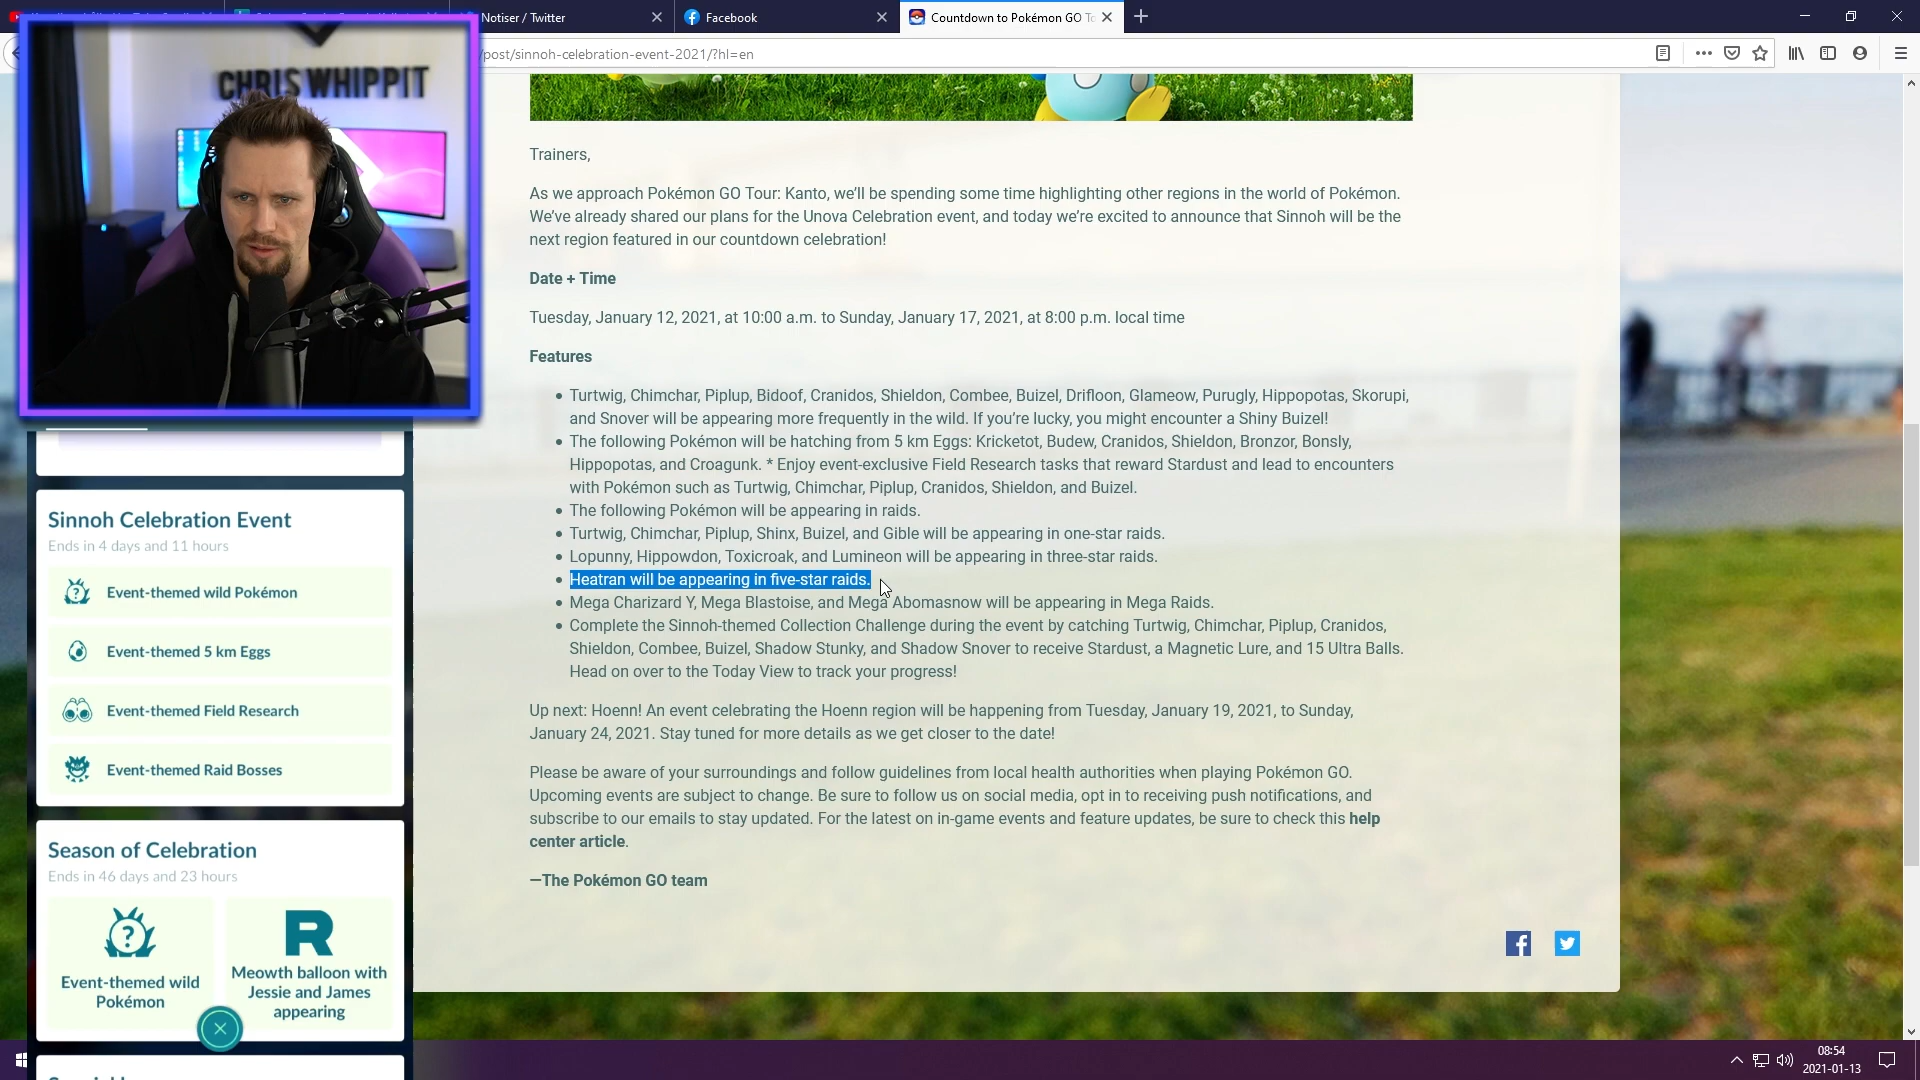 Notiser / Twitter
Facebook
Countdown to Pokémon GO To
/post/sinnoh-celebration-event-2021/?hl=en
CHRIS WHIPPIT
Trainers,
As we approach Pokémon GO Tour: Kanto, we'll be spending some time highlighting other regions in the world of Pokémon.
We've already shared our plans for the Unova Celebration event, and today we're excited to announce that Sinnoh will be the
next region featured in our countdown celebration!
Date + Time
Tuesday, January 12, 2021, at 10:00 a.m. to Sunday, January 17, 2021, at 8:00 p.m. local time
Features
Turtwig, Chimchar, Piplup, Bidoof, Cranidos, Shieldon, Combee, Buizel, Drifloon, Glameow, Purugly, Hippopotas, Skorupi,
and Snover will be appearing more frequently in the wild. If you're lucky, you might encounter a Shiny Buizel!
The following Pokémon will be hatching from 5 km Eggs: Kricketot, Budew, Cranidos, Shieldon, Bronzor, Bonsly,
Hippopotas, and Croagunk. * Enjoy event-exclusive Field Research tasks that reward Stardust and lead to encounters
with Pokémon such as Turtwig, Chimchar, Piplup, Cranidos, Shieldon, and Buizel.
The following Pokémon will be appearing in raids.
Turtwig, Chimchar, Piplup, Shinx, Buizel, and Gible will be appearing in one-star raids.
Lopunny, Hippowdon, Toxicroak, and Lumineon will be appearing in three-star raids.
Heatran will be appearing in five-star raids.
Mega Charizard Y, Mega Blastoise, and Mega Abomasnow will be appearing in Mega Raids.
Complete the Sinnoh-themed Collection Challenge during the event by catching Turtwig, Chimchar, Piplup, Cranidos,
Shieldon, Combee, Buizel, Shadow Stunky, and Shadow Snover to receive Stardust, a Magnetic Lure, and 15 Ultra Balls.
Head on over to the Today View to track your progress!
Up next: Hoenn! An event celebrating the Hoenn region will be happening from Tuesday, January 19, 2021, to Sunday,
January 24, 2021. Stay tuned for more details as we get closer to the date!
Please be aware of your surroundings and follow guidelines from local health authorities when playing Pokémon GO.
Upcoming events are subject to change. Be sure to follow us on social media, opt in to receiving push notifications, and
subscribe to our emails to stay updated. For the latest on in-game events and feature updates, be sure to check this help
center article.
—The Pokémon GO team
Sinnoh Celebration Event
Ends in 4 days and 11 hours
Event-themed wild Pokémon
Event-themed 5 km Eggs
Event-themed Field Research
Event-themed Raid Bosses
Season of Celebration
Ends in 46 days and 23 hours
Event-themed wild
Pokémon
R
Meowth balloon with
Jessie and James
appearing
08:54
2021-01-13